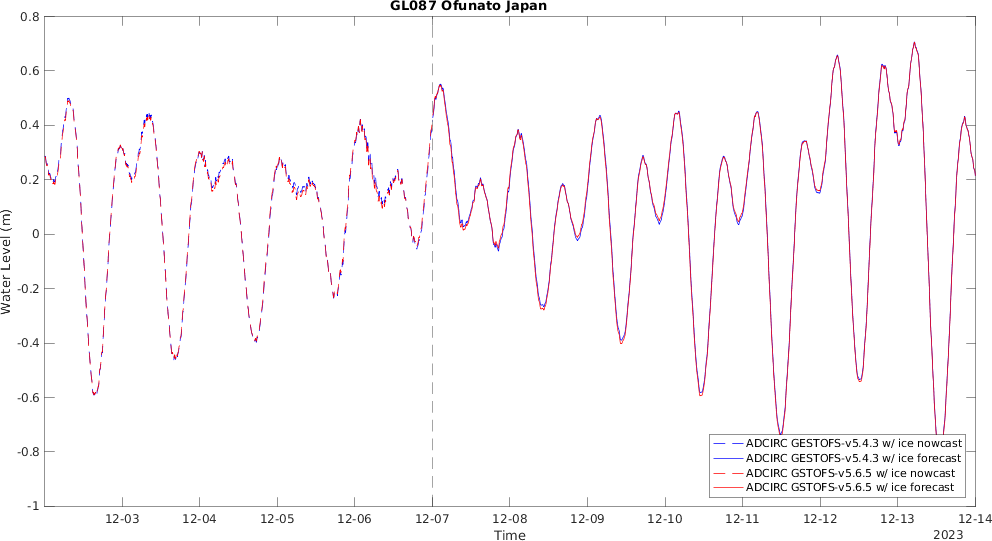 GL087 Ofunato Japan
0.8
0.6
0.4
0.2
0
-0.2
-0.4
-0.6
-0.8
-1
Water Level (m)
ADCIRC GESTOFS-v5.4.3 w/ ice nowcast
ADCIRC GESTOFS-v5.4.3 w/ ice forecast
ADCIRC GSTOFS-v5.6.5 w/ ice nowcast
ADCIRC GSTOFS-v5.6.5 w/ ice forecast
12-03 12-04 12-05 12-06 12-07 12-08 12-09 12-10 12-11 12-12 12-13 12-14
Time
2023